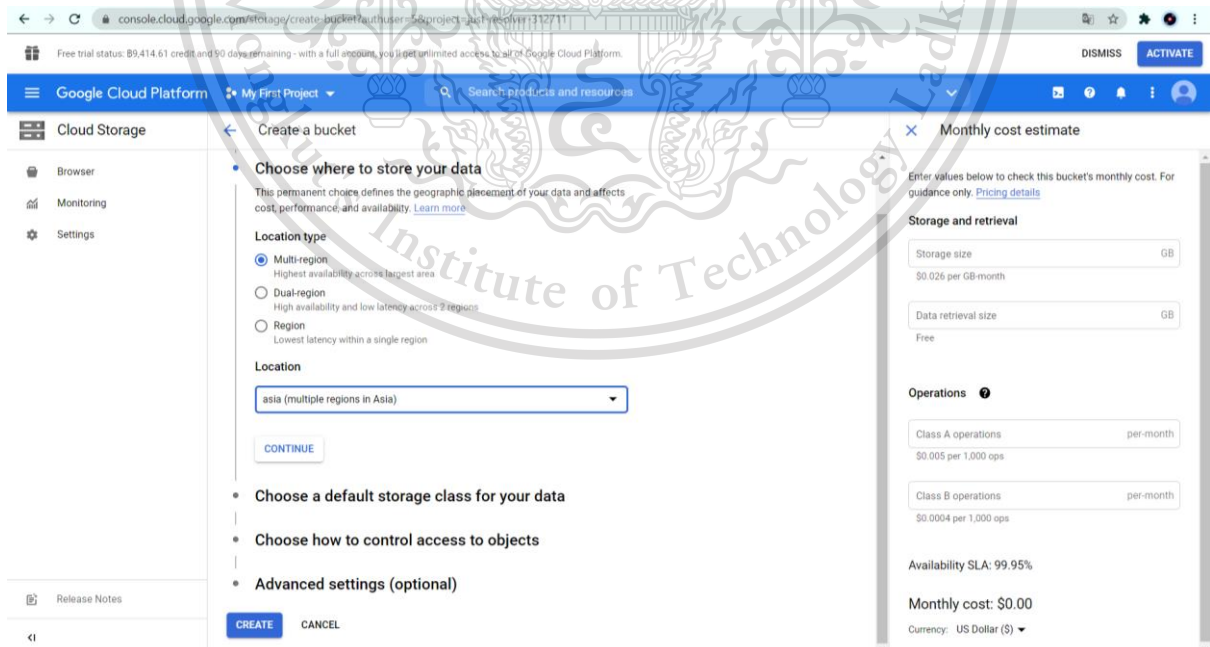 console.cloud.google.com/storage/create-bucket?authuser=5&project=just-resolver-312711
Free trial status: ฿9,414.61 credit and 90 days remaining - with a full account, you'll get unlimited access to all of Google Cloud Platform.
DISMISS
ACTIVATE
Google Cloud Platform
My First Project
Search products and resources
Cloud Storage
Browser
Monitoring
Settings
Release Notes
Create a bucket
Choose where to store your data
This permanent choice defines the geographic placement of your data and affects
cost, performance, and availability. Learn more
Location type
Multi-region
Highest availability across largest area
Dual-region
High availability and low latency across 2 regions
Region
Lowest latency within a single region
Location
asia (multiple regions in Asia)
CONTINUE
Choose a default storage class for your data
Choose how to control access to objects
Advanced settings (optional)
CREATE
CANCEL
Monthly cost estimate
Enter values below to check this bucket's monthly cost. For
guidance only. Pricing details
Storage and retrieval
Storage size GB
$0.026 per GB-month
Data retrieval size GB
Free
Operations
Class A operations per-month
$0.005 per 1,000 ops
Class B operations per-month
$0.0004 per 1,000 ops
Availability SLA: 99.95%
Monthly cost: $0.00
Currency: US Dollar ($)
Institute of Technology